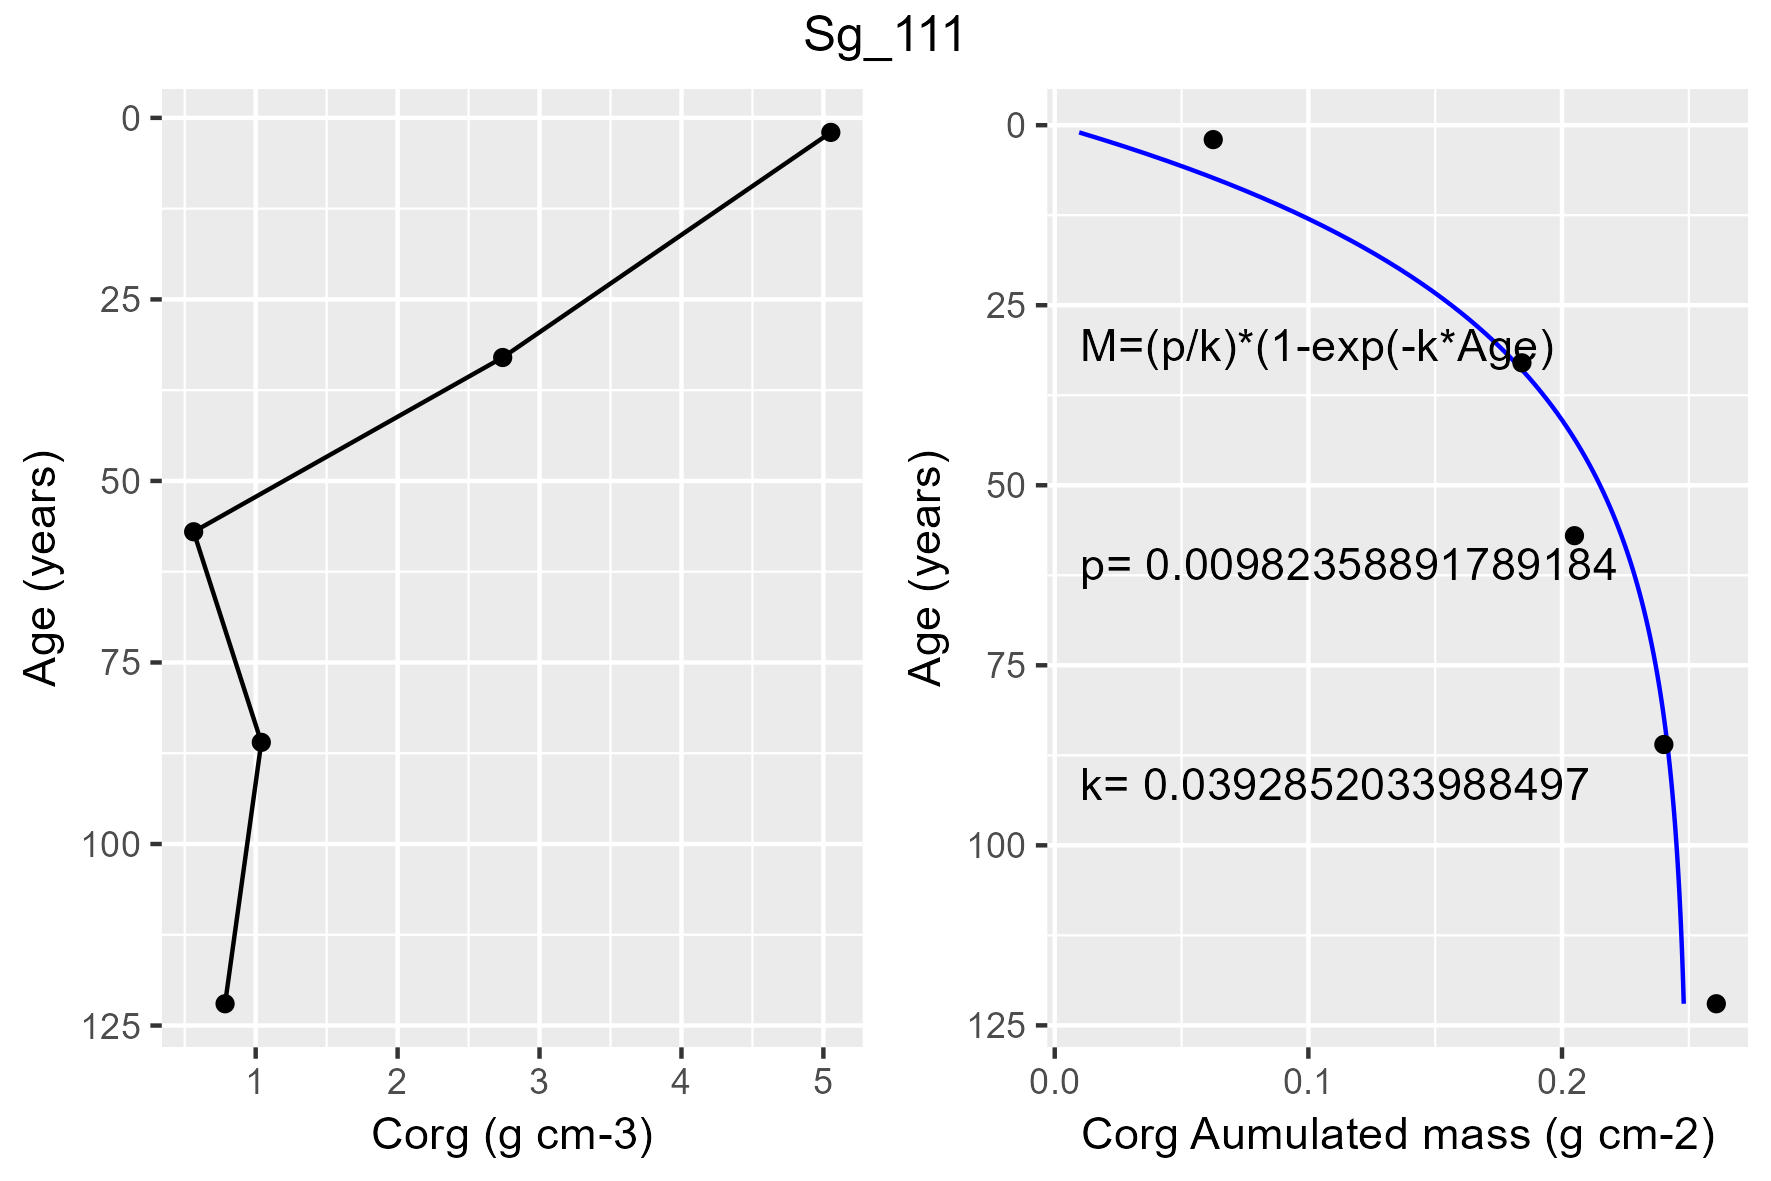 Sg_111
0
25
50
75
100
125
Age (years)
1
2
3
4
5
Corg (g cm-3)
0
25
50
75
100
125
Age (years)
M=(p/k)*(1-exp(-k*Age)
p= 0.00982358891789184
k= 0.0392852033988497
0.0
0.1
0.2
Corg Aumulated mass (g cm-2)